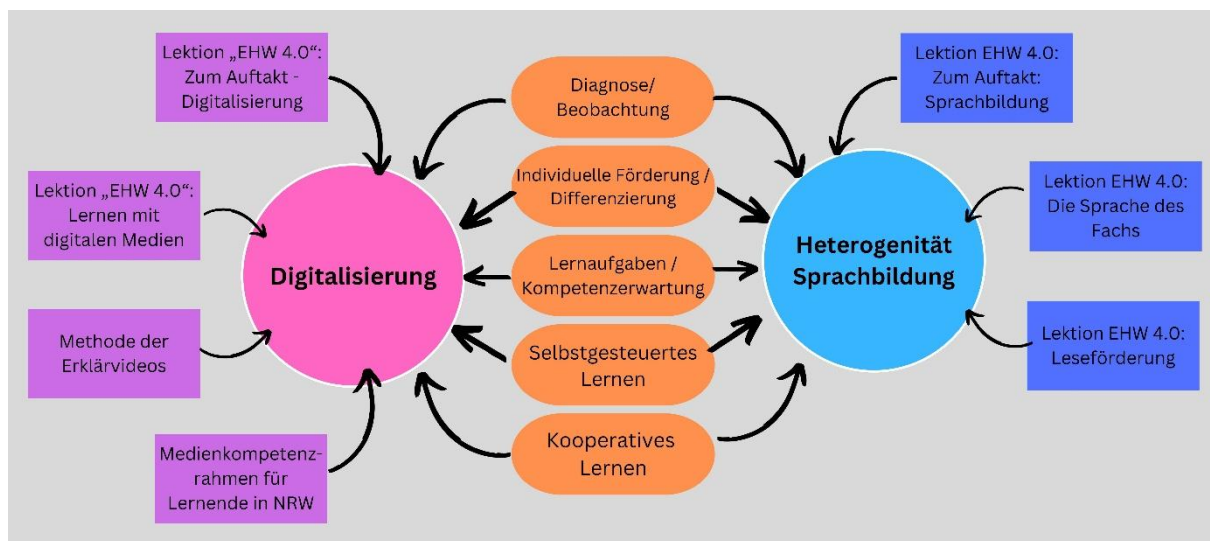 Lektion „EHW 4.0“:
Zum Auftakt -
Digitalisierung
Lektion „EHW 4.0“:
Lernen mit
digitalen Medien
Methode der
Erklärvideos
Medienkompetenz-
rahmen für
Lernende in NRW
Digitalisierung
Diagnose/
Beobachtung
Individuelle Förderung /
Differenzierung
Lernaufgaben /
Kompetenzerwartung
Selbstgesteuertes
Lernen
Kooperatives
Lernen
Heterogenität
Sprachbildung
Lektion EHW 4.0:
Zum Auftakt:
Sprachbildung
Lektion EHW 4.0:
Die Sprache des
Fachs
Lektion EHW 4.0:
Leseförderung